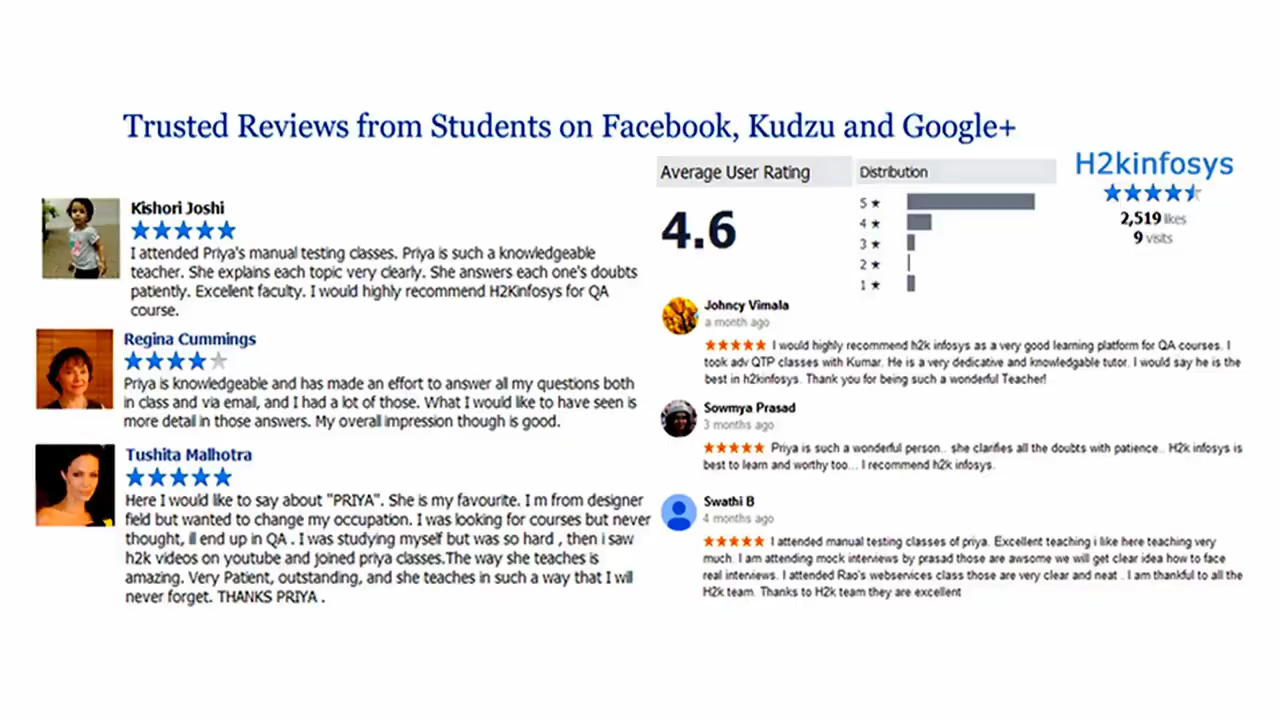 Trusted Reviews from Students on Facebook, Kudzu and Google+
Kishori Joshi
I attended Priya's manual testing classes. Priya is such a knowledgeable
teacher. She explains each topic very clearly. She answers each one's doubts
patiently. Excellent faculty. I would highly recommend H2Kinfosys for QA
course.
Regina Cummings
Priya is knowledgeable and has made an effort to answer all my questions both
in class and via email, and I had a lot of those. What I would like to have seen is
more detail in those answers. My overall impression though is good.
Tushita Malhotra
Here I would like to say about "PRIYA". She is my favourite. I m from designer
field but wanted to change my occupation. I was looking for courses but never
thought, ill end up in QA . I was studying myself but was so hard , then i saw
h2k videos on youtube and joined priya classes.The way she teaches is
amazing. Very Patient, outstanding, and she teaches in such a way that I will
never forget. THANKS PRIYA .
Average User Rating
4.6
Distribution
5 ★
4 ★
3 ★
2 ★
1 ★
H2kinfosys
2,519 likes
9 visits
Johncy Vimala
a month ago
I would highly recommend h2k infosys as a very good learning platform for QA courses. I
took adv QTP classes with Kumar. He is a very dedicative and knowledgable tutor. I would say he is the
best in h2kinfosys. Thank you for being such a wonderful Teacher!
Sowmya Prasad
3 months ago
Priya is such a wonderful person.. she clarifies all the doubts with patience.. H2k infosys is
best to learn and worthy too... I recommend h2k infosys.
Swathi B
4 months ago
I attended manual testing classes of priya. Excellent teaching i like here teaching very
much. I am attending mock interviews by prasad those are awsome we will get clear idea how to face
real interviews. I attended Rao's webservices class those are very clear and neat . I am thankful to all the
H2k team. Thanks to H2k team they are excellent